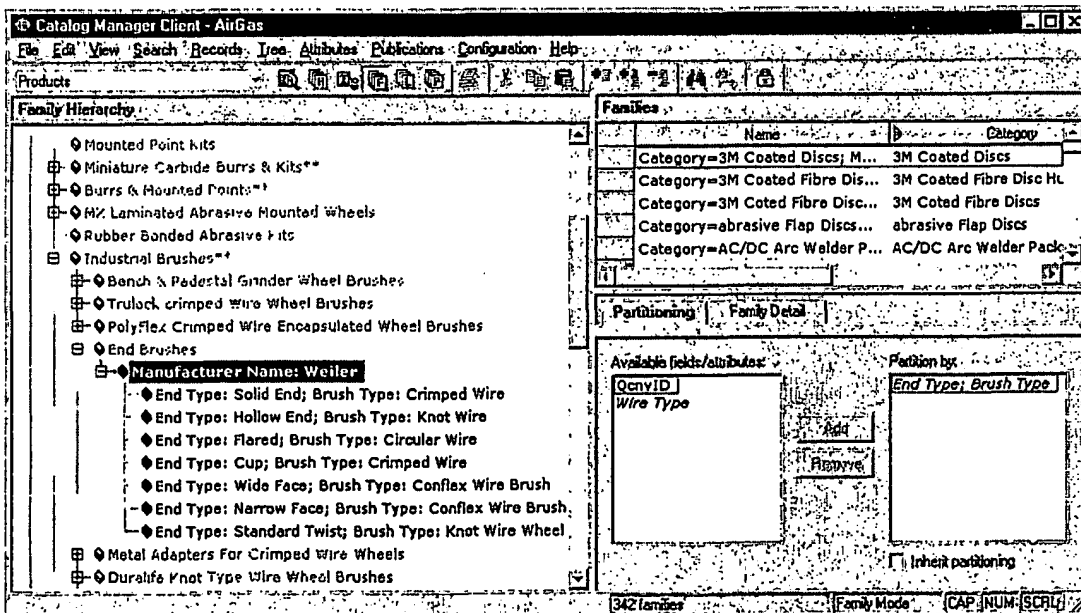 Catalog Manager Client - AirGas
File Edit View Search Records Tree Attributes Publications Configuration Help
Products
Family Hierarchy
Mounted Point Kits
Miniature Carbide Burrs & Kits**
Burrs & Mounted Points**
MX Laminated Abrasive Mounted Wheels
Rubber Bonded Abrasive Kits
Industrial Brushes**
Bench & Pedestal Grinder Wheel Brushes
Trulock crimped Wire Wheel Brushes
PolyFlex Crimped Wire Encapsulated Wheel Brushes
End Brushes
Manufacturer Name: Weiler
End Type: Solid End; Brush Type: Crimped Wire
End Type: Hollow End; Brush Type: Knot Wire
End Type: Flared; Brush Type: Circular Wire
End Type: Cup; Brush Type: Crimped Wire
End Type: Wide Face; Brush Type: Conflex Wire Brush
End Type: Narrow Face; Brush Type: Conflex Wire Brush
End Type: Standard Twist; Brush Type: Knot Wire Wheel
Metal Adapters For Crimped Wire Wheels
Duralife Knot Type Wire Wheel Brushes
Families
Name Category
Category=3M Coated Discs; M... 3M Coated Discs
Category=3M Coated Fibre Dis... 3M Coated Fibre Disc Hu
Category=3M Coted Fibre Disc... 3M Coted Fibre Discs
Category=abrasive Flap Discs... abrasive Flap Discs
Category=AC/DC Arc Welder P... AC/DC Arc Welder Pack
Partitioning Family Detail
Available fields/attributes: Partition by:
QcnyID End Type; Brush Type
Wire Type
Add
Remove
Inherit partitioning
342 families Family Mode CAP NUM SCRL